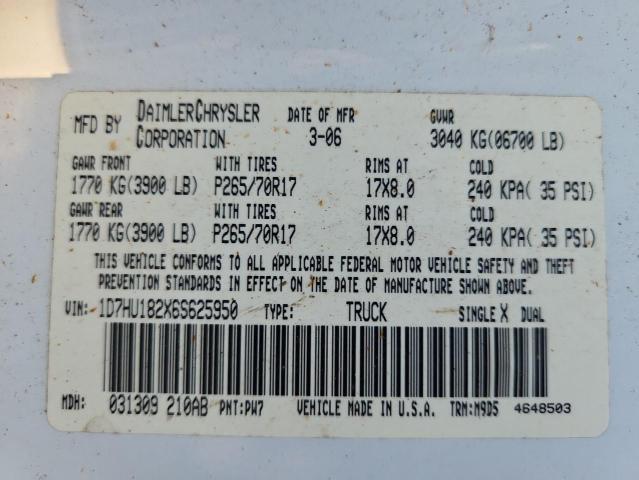 MFD BY DAIMLERCHRYSLER CORPORATION DATE OF MFR 3-06 GVWR 3040 KG(06700 LB)
GAWR FRONT WITH TIRES RIMS AT COLD
1770 KG(3900 LB) P265/70R17 17X8.0 240 KPA( 35 PSI)
GAWR REAR WITH TIRES RIMS AT COLD
1770 KG(3900 LB) P265/70R17 17X8.0 240 KPA( 35 PSI)
THIS VEHICLE CONFORMS TO ALL APPLICABLE FEDERAL MOTOR VEHICLE SAFETY AND THEFT
PREVENTION STANDARDS IN EFFECT ON THE DATE OF MANUFACTURE SHOWN ABOVE.
VIN: 1D7HU182X6S625950 TYPE: TRUCK SINGLE X DUAL
MDH: 031309 210AB PNT:PW7 VEHICLE MADE IN U.S.A. TRM:M9D5 4648503